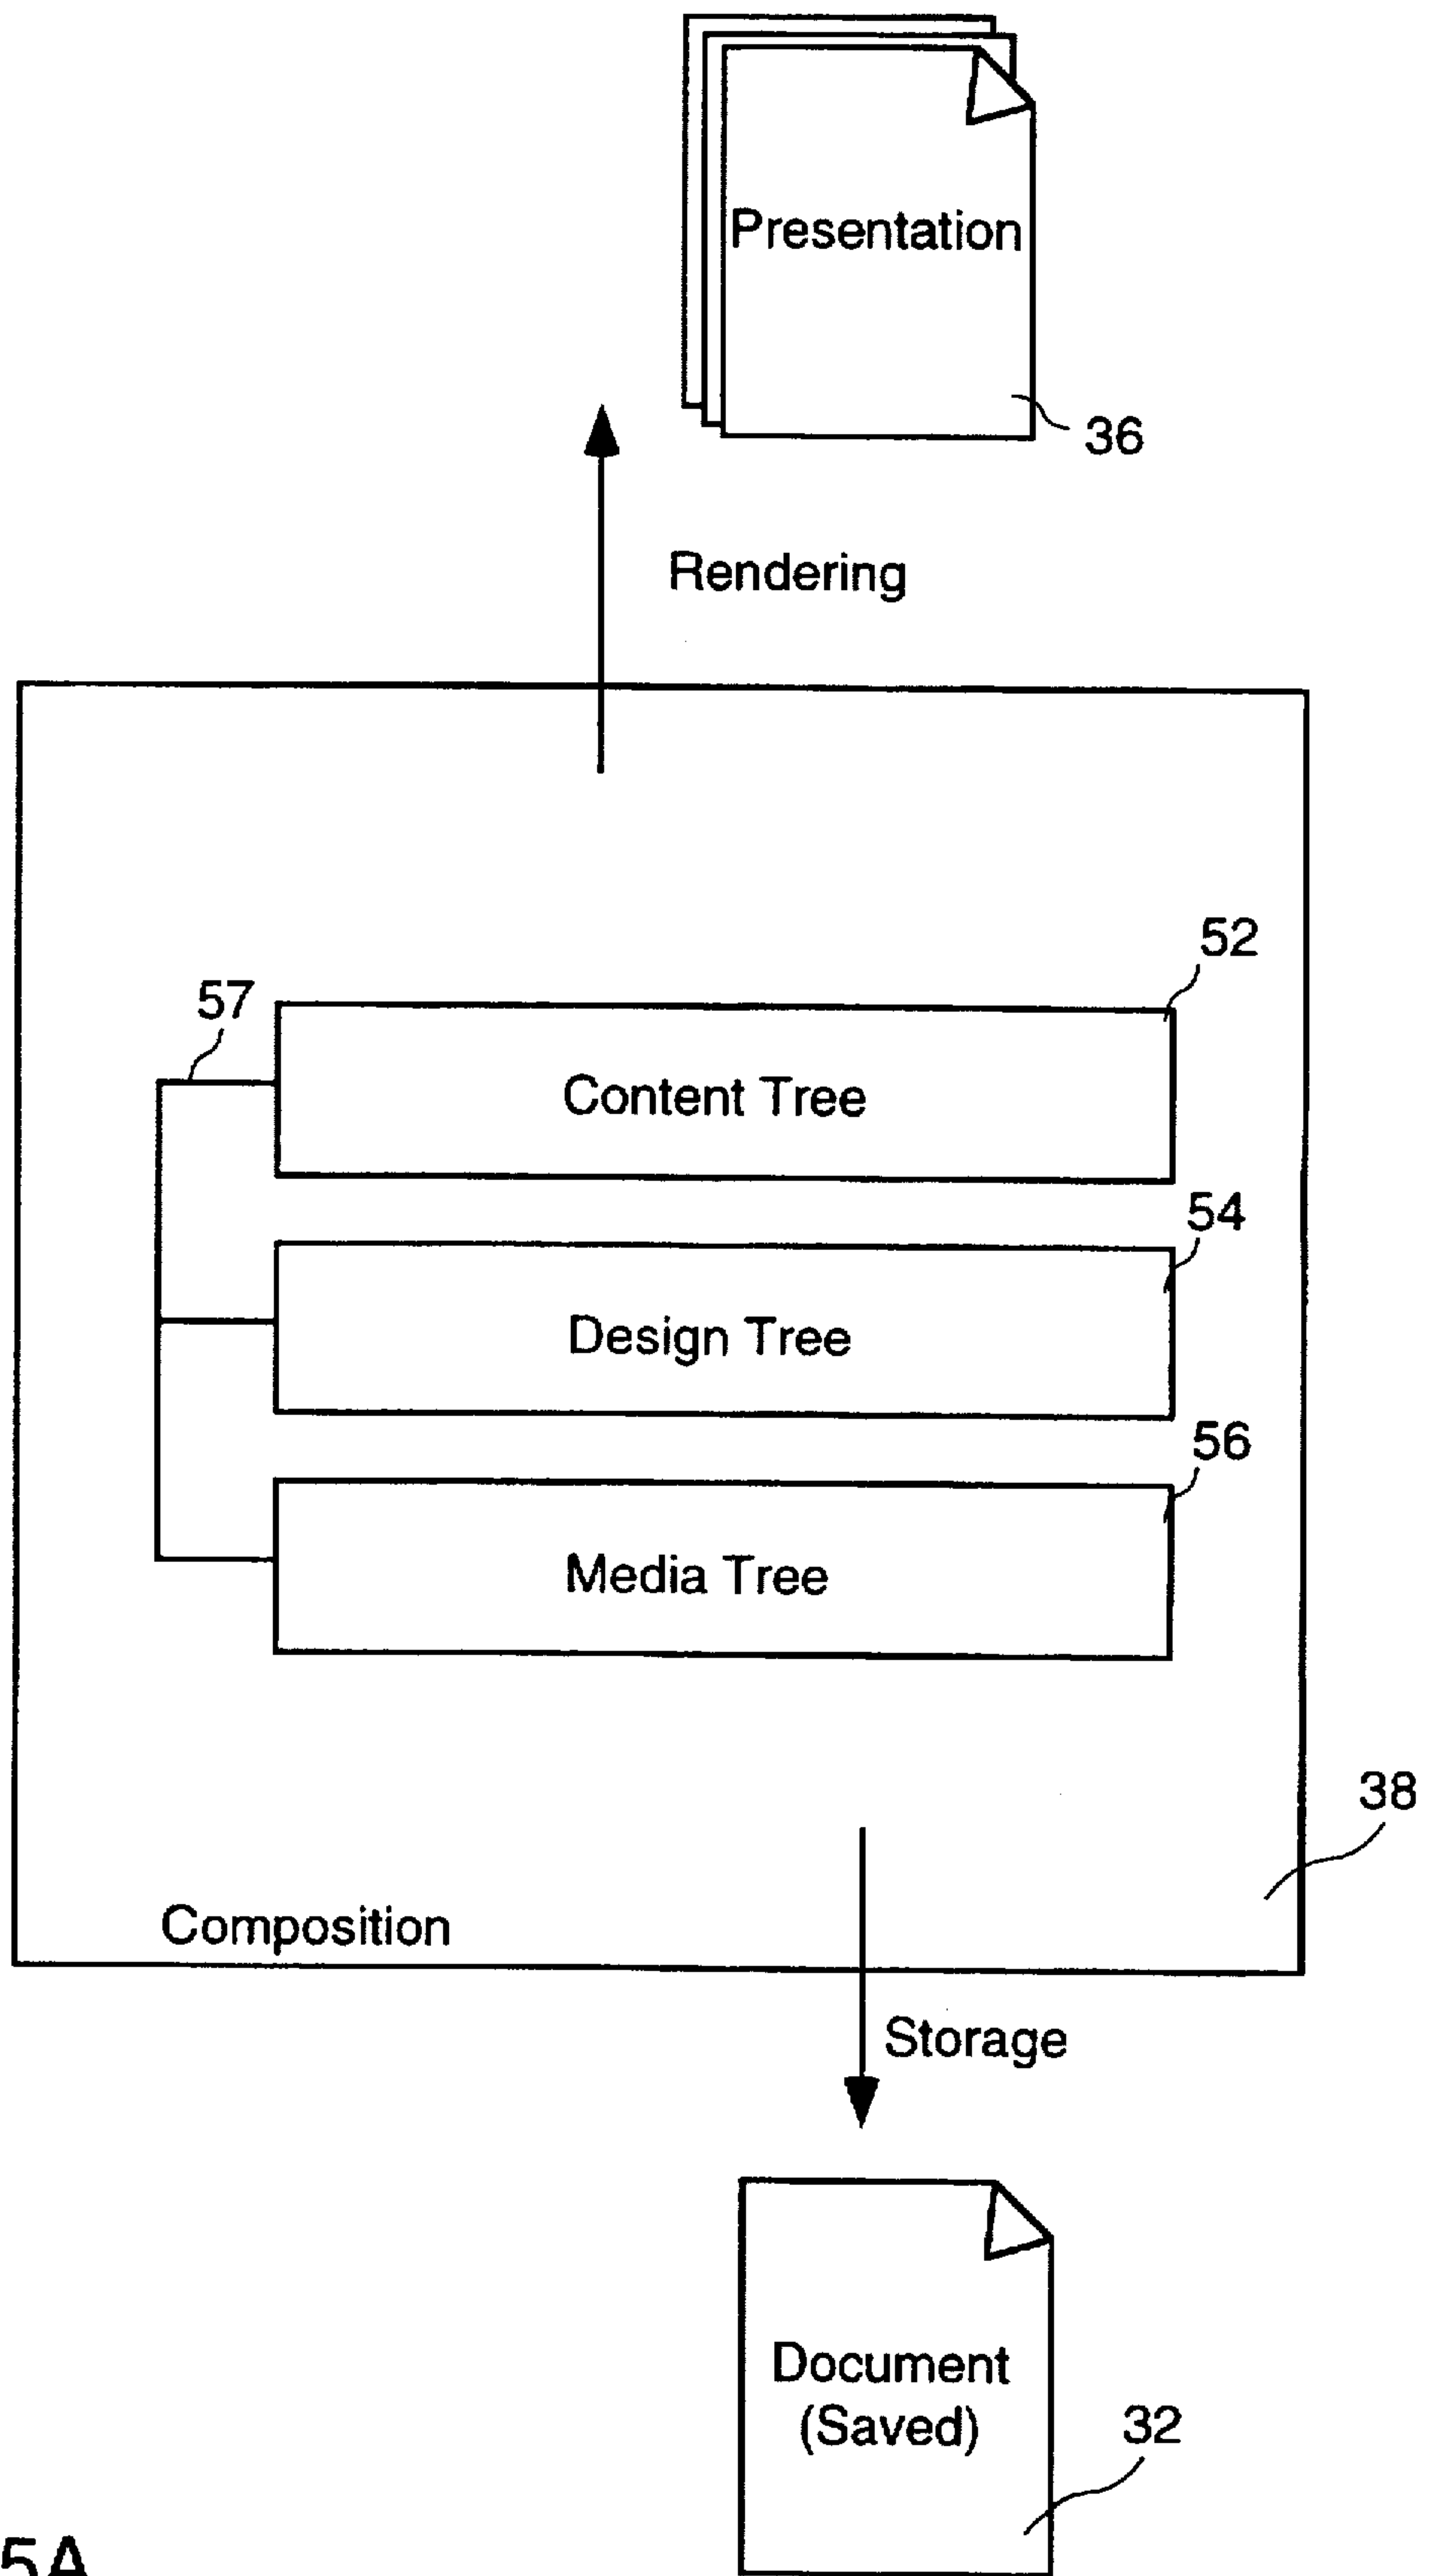 Presentation
36
Rendering
52
57
Content Tree
54
Design Tree
56
Media Tree
38
Composition
Storage
Document
(Saved)
32
5A